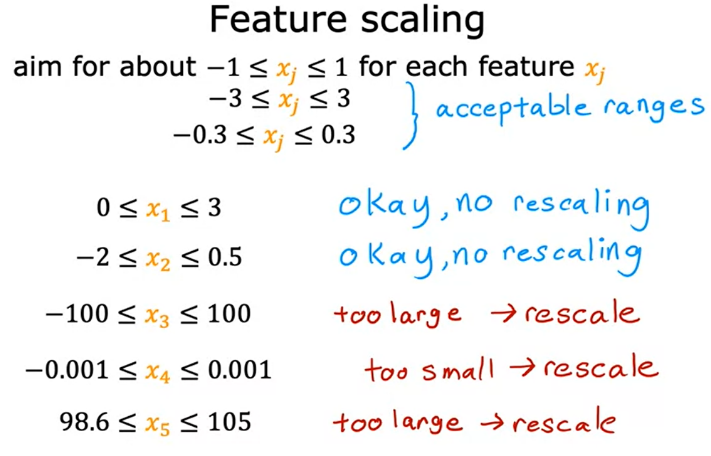 Feature scaling
aim for about −1 ≤ xⱼ ≤ 1 for each feature xⱼ
−3 ≤ xⱼ ≤ 3
−0.3 ≤ xⱼ ≤ 0.3
acceptable ranges
0 ≤ x₁ ≤ 3 okay, no rescaling
−2 ≤ x₂ ≤ 0.5 okay, no rescaling
−100 ≤ x₃ ≤ 100 too large → rescale
−0.001 ≤ x₄ ≤ 0.001 too small → rescale
98.6 ≤ x₅ ≤ 105 too large → rescale